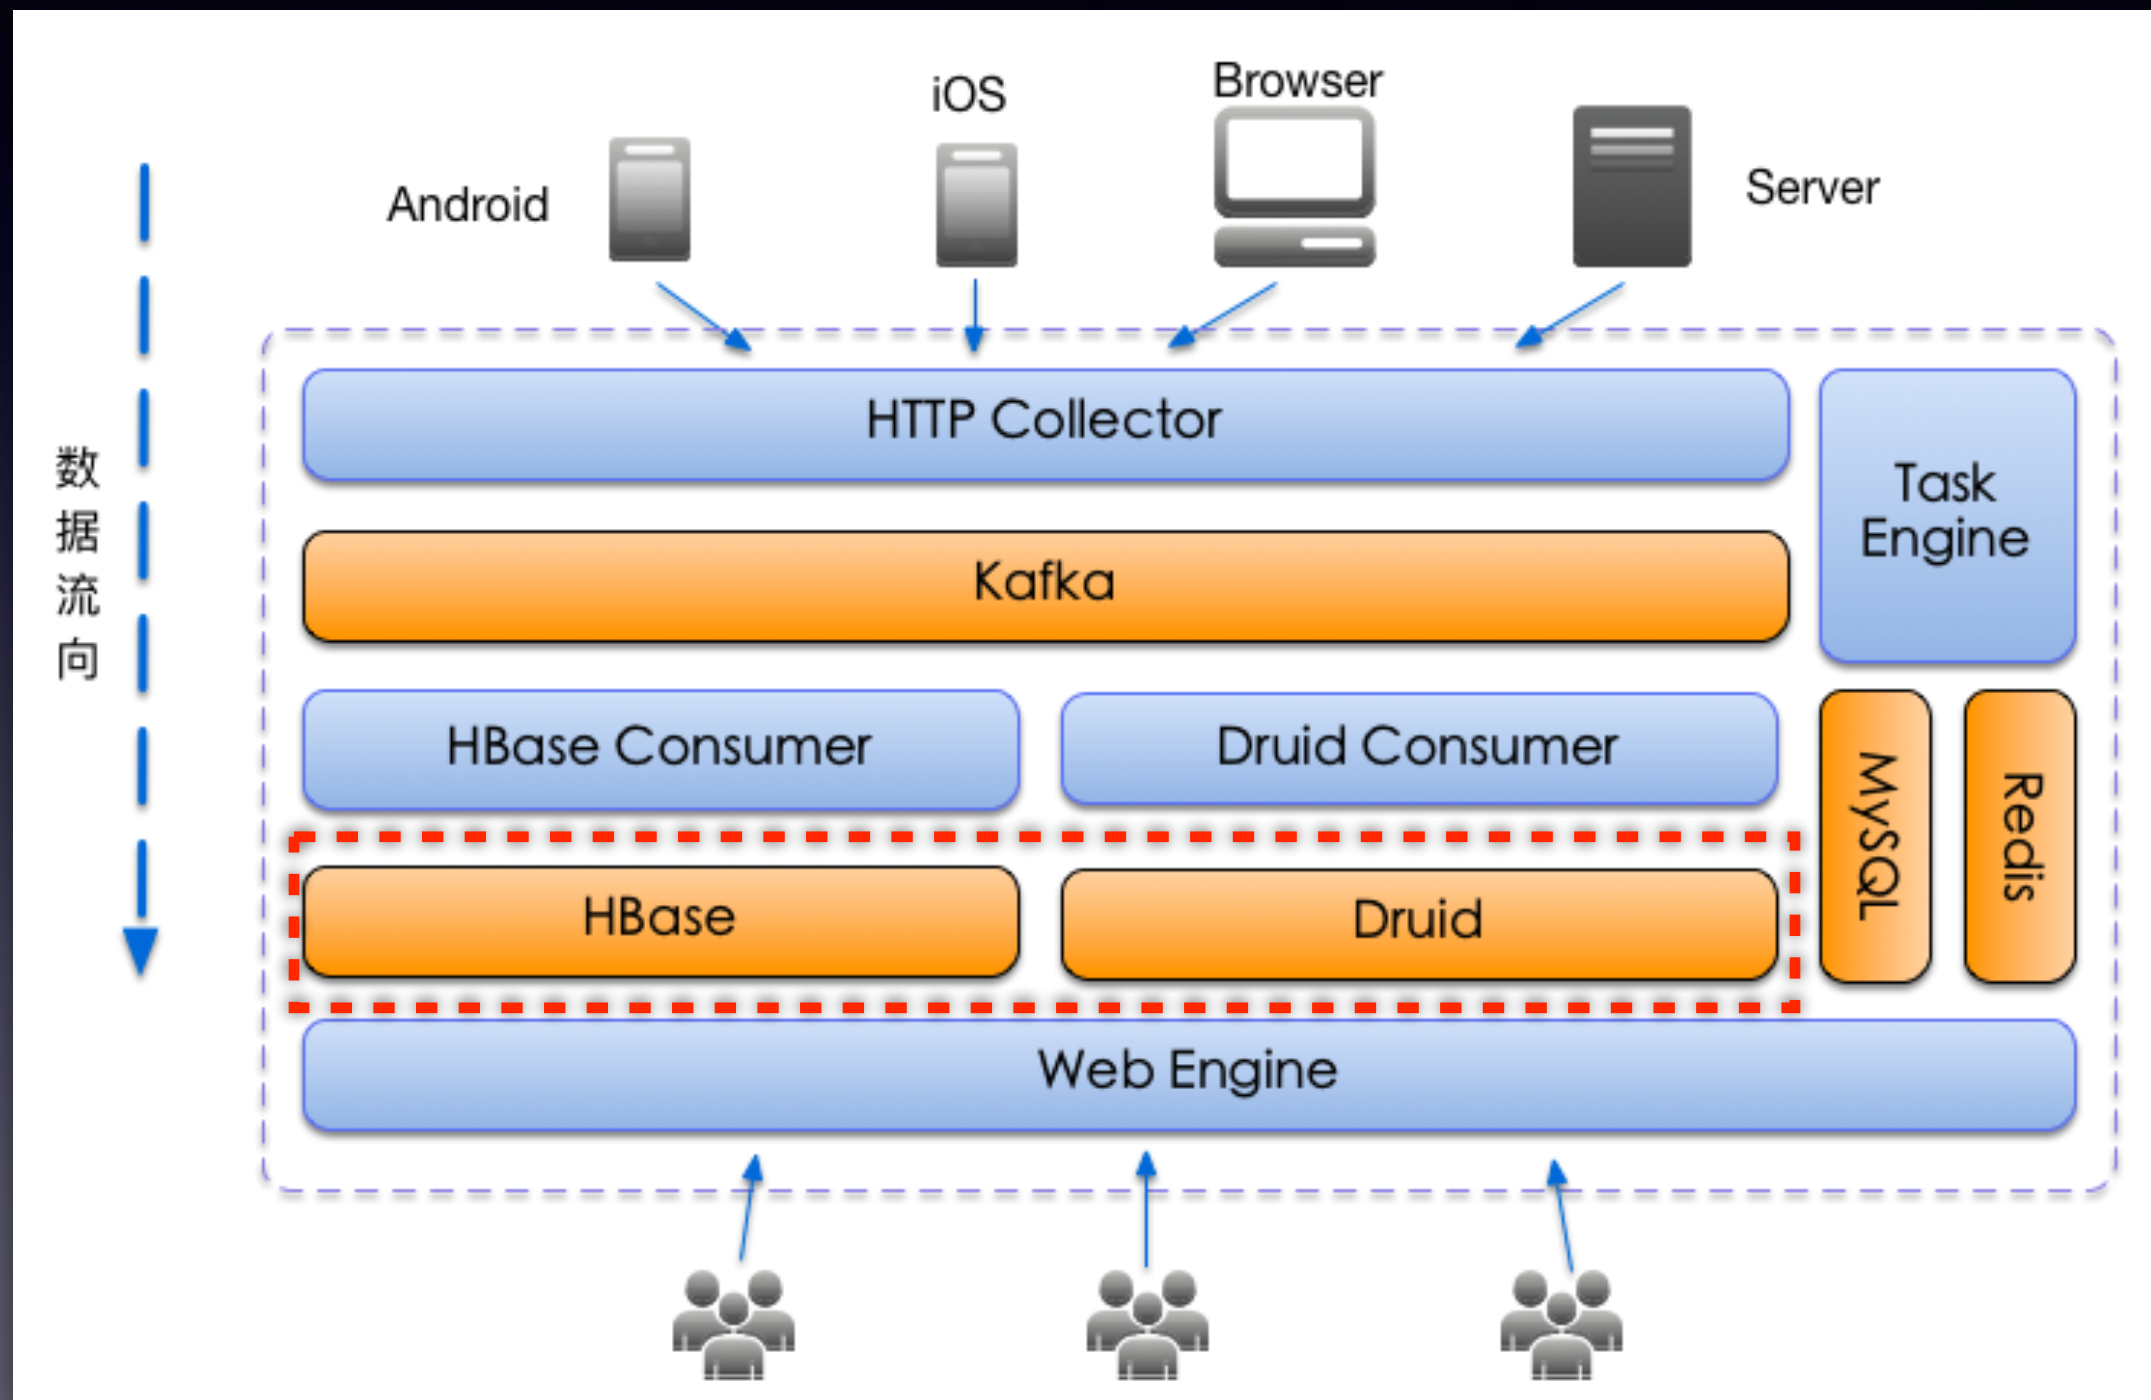 Browser
iOS
Android
Server
数据流向
HTTP Collector
Task
Engine
Kafka
HBase Consumer
Druid Consumer
MySQL
Redis
HBase
Druid
Web Engine